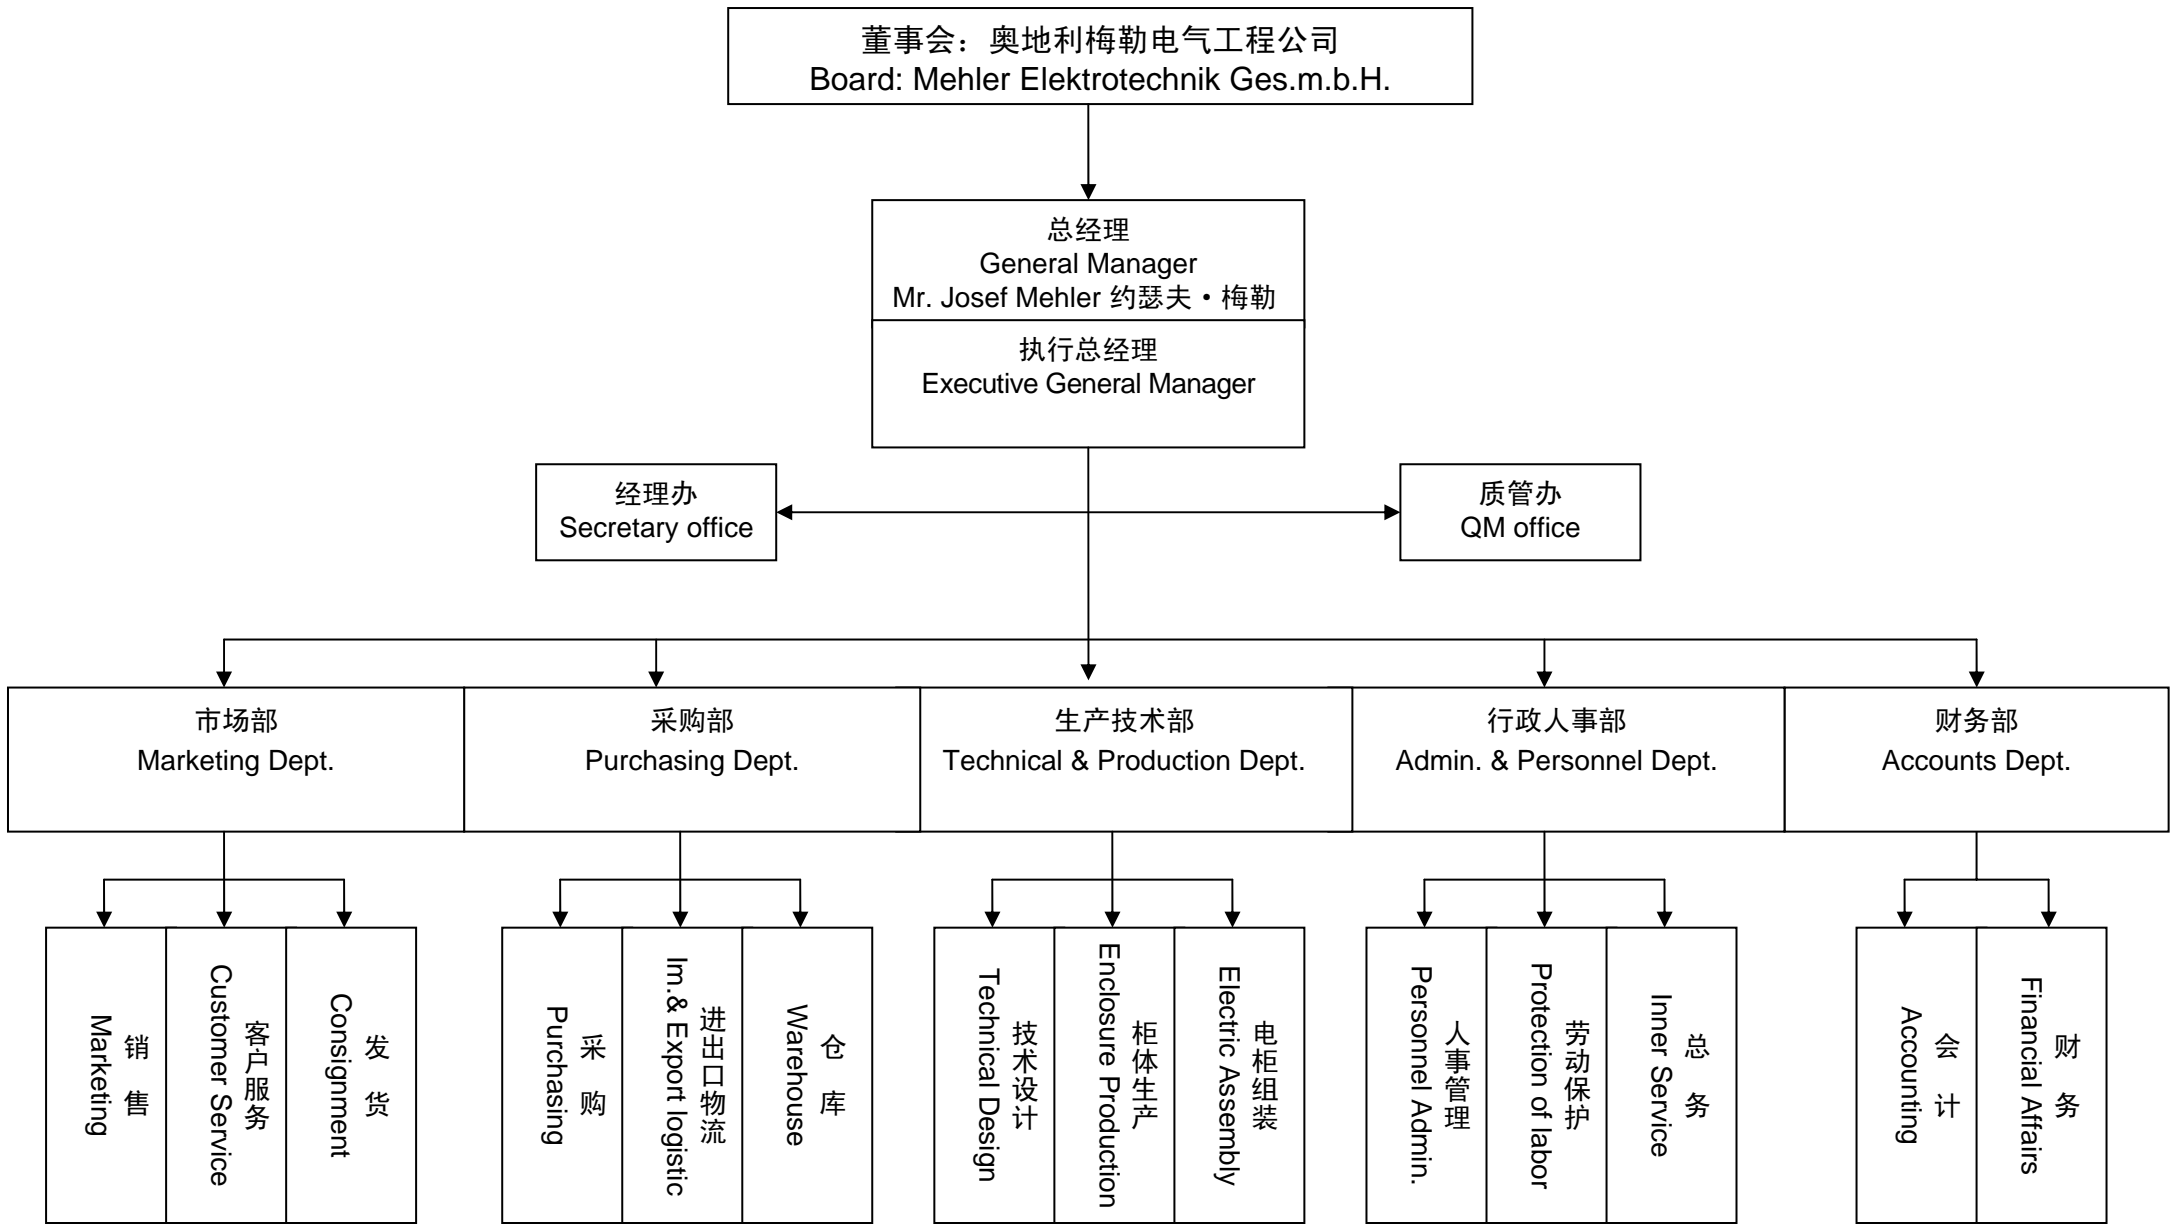 董事会：奥地利梅勒电气工程公司
Board: Mehler Elektrotechnik Ges.m.b.H.
总经理
General Manager
Mr. Josef Mehler 约瑟夫·梅勒
执行总经理
Executive General Manager
经理办
Secretary office
质管办
QM office
市场部
Marketing Dept.
采购部
Purchasing Dept.
生产技术部
Technical & Production Dept.
行政人事部
Admin. & Personnel Dept.
财务部
Accounts Dept.
销 售
Marketing
客户服务
Customer Service
发 货
Consignment
采 购
Purchasing
进出口物流
Im.& Export logistic
仓 库
Warehouse
技术设计
Technical Design
柜体生产
Enclosure Production
电柜组装
Electric Assembly
人事管理
Personnel Admin.
劳动保护
Protection of labor
总 务
Inner Service
会 计
Accounting
财 务
Financial Affairs